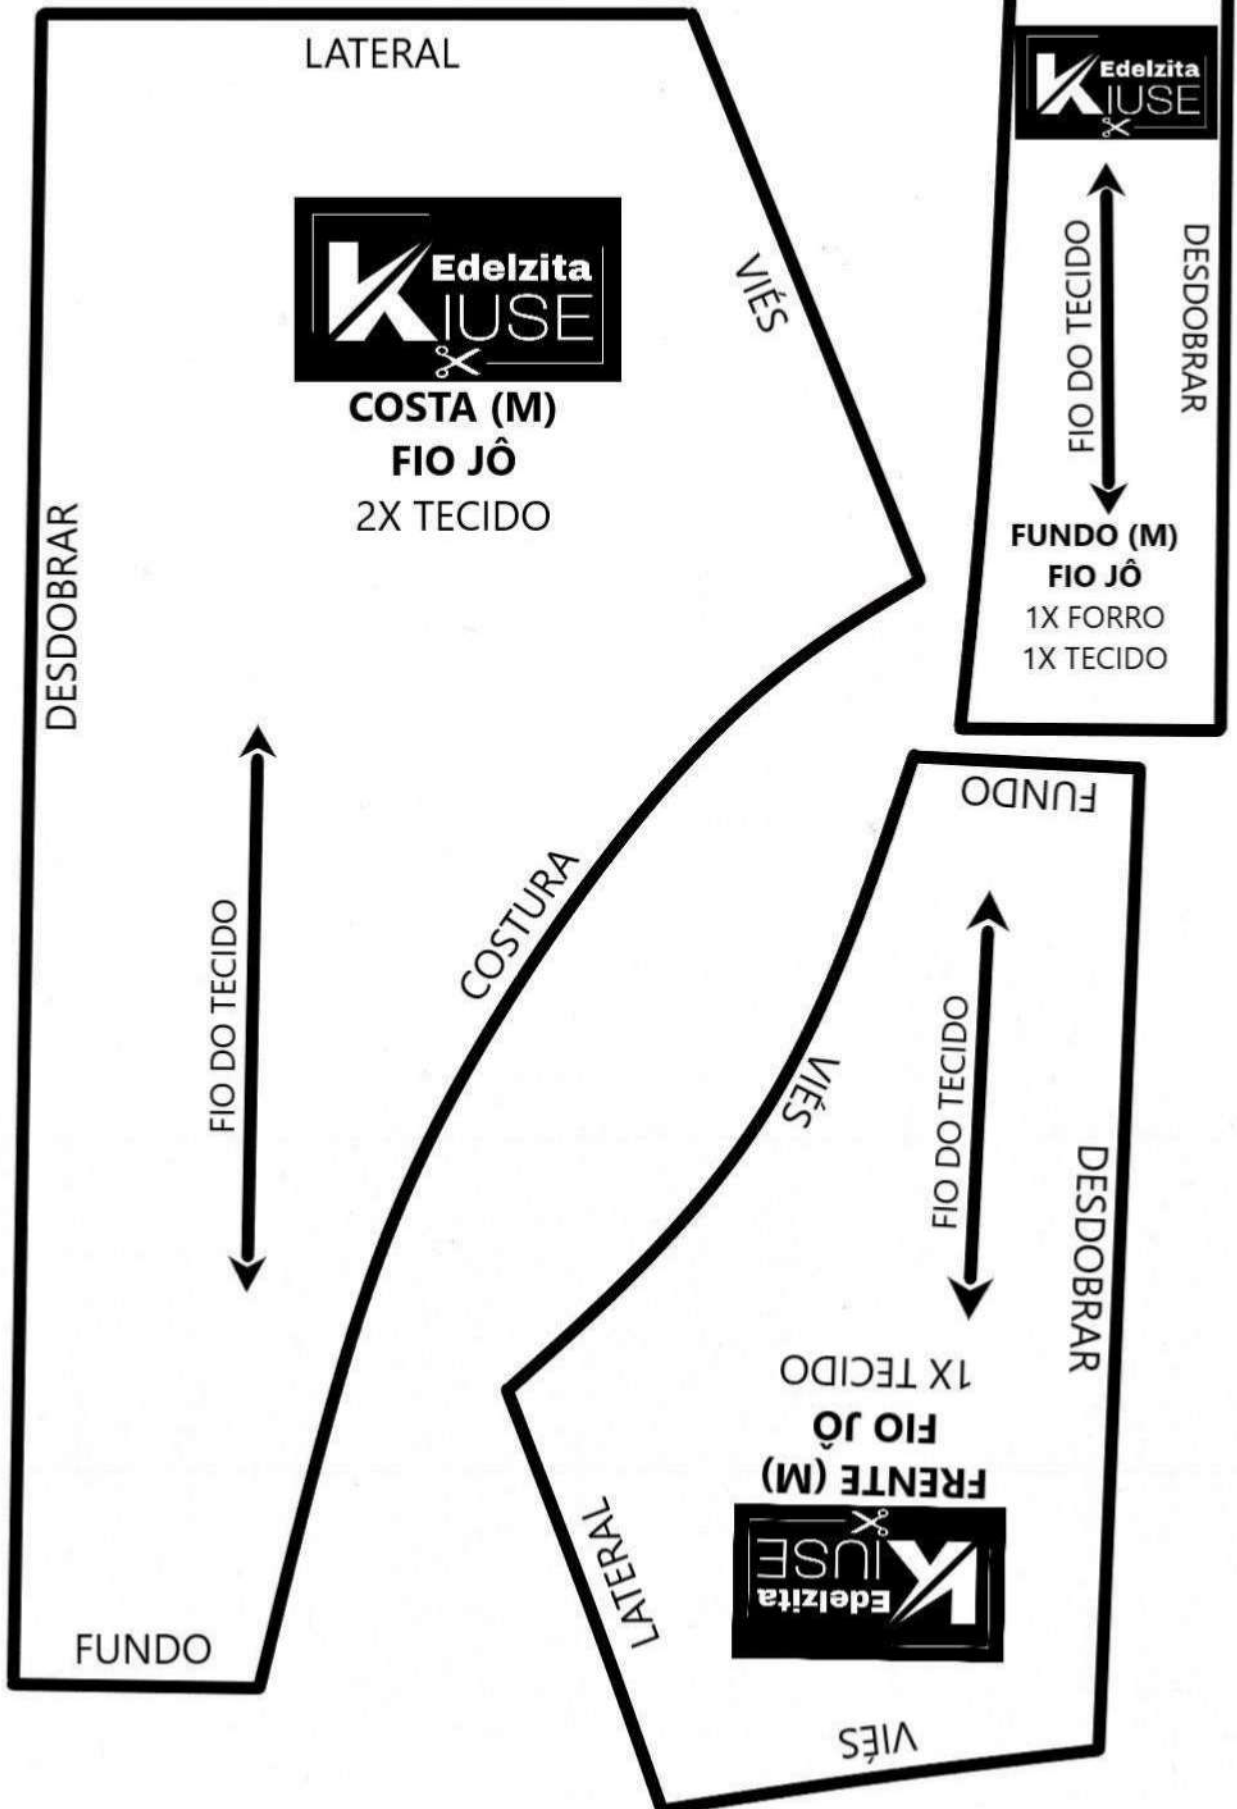 LATERAL
VIÉS
Edelzita
KIUSE
COSTA (M)
FIO JÔ
2X TECIDO
DESDOBRAR
FIO DO TECIDO
COSTURA
FUNDO
Edelzita
KIUSE
FIO DO TECIDO
DESDOBRAR
FUNDO (M)
FIO JÔ
1X FORRO
1X TECIDO
FUNDO
VIÉS
FIO DO TECIDO
DESDOBRAR
Edelzita
KIUSE
FRENTE (M)
FIO JÔ
1X TECIDO
LATERAL
VIÉS